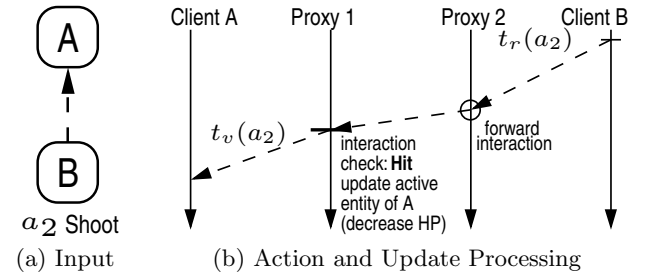 A
B
a₂ Shoot
(a) Input
Client A
Proxy 1
Proxy 2
Client B
tᵣ(a₂)
forward
interaction
tᵥ(a₂)
interaction
check: Hit
update active
entity of A
(decrease HP)
(b) Action and Update Processing